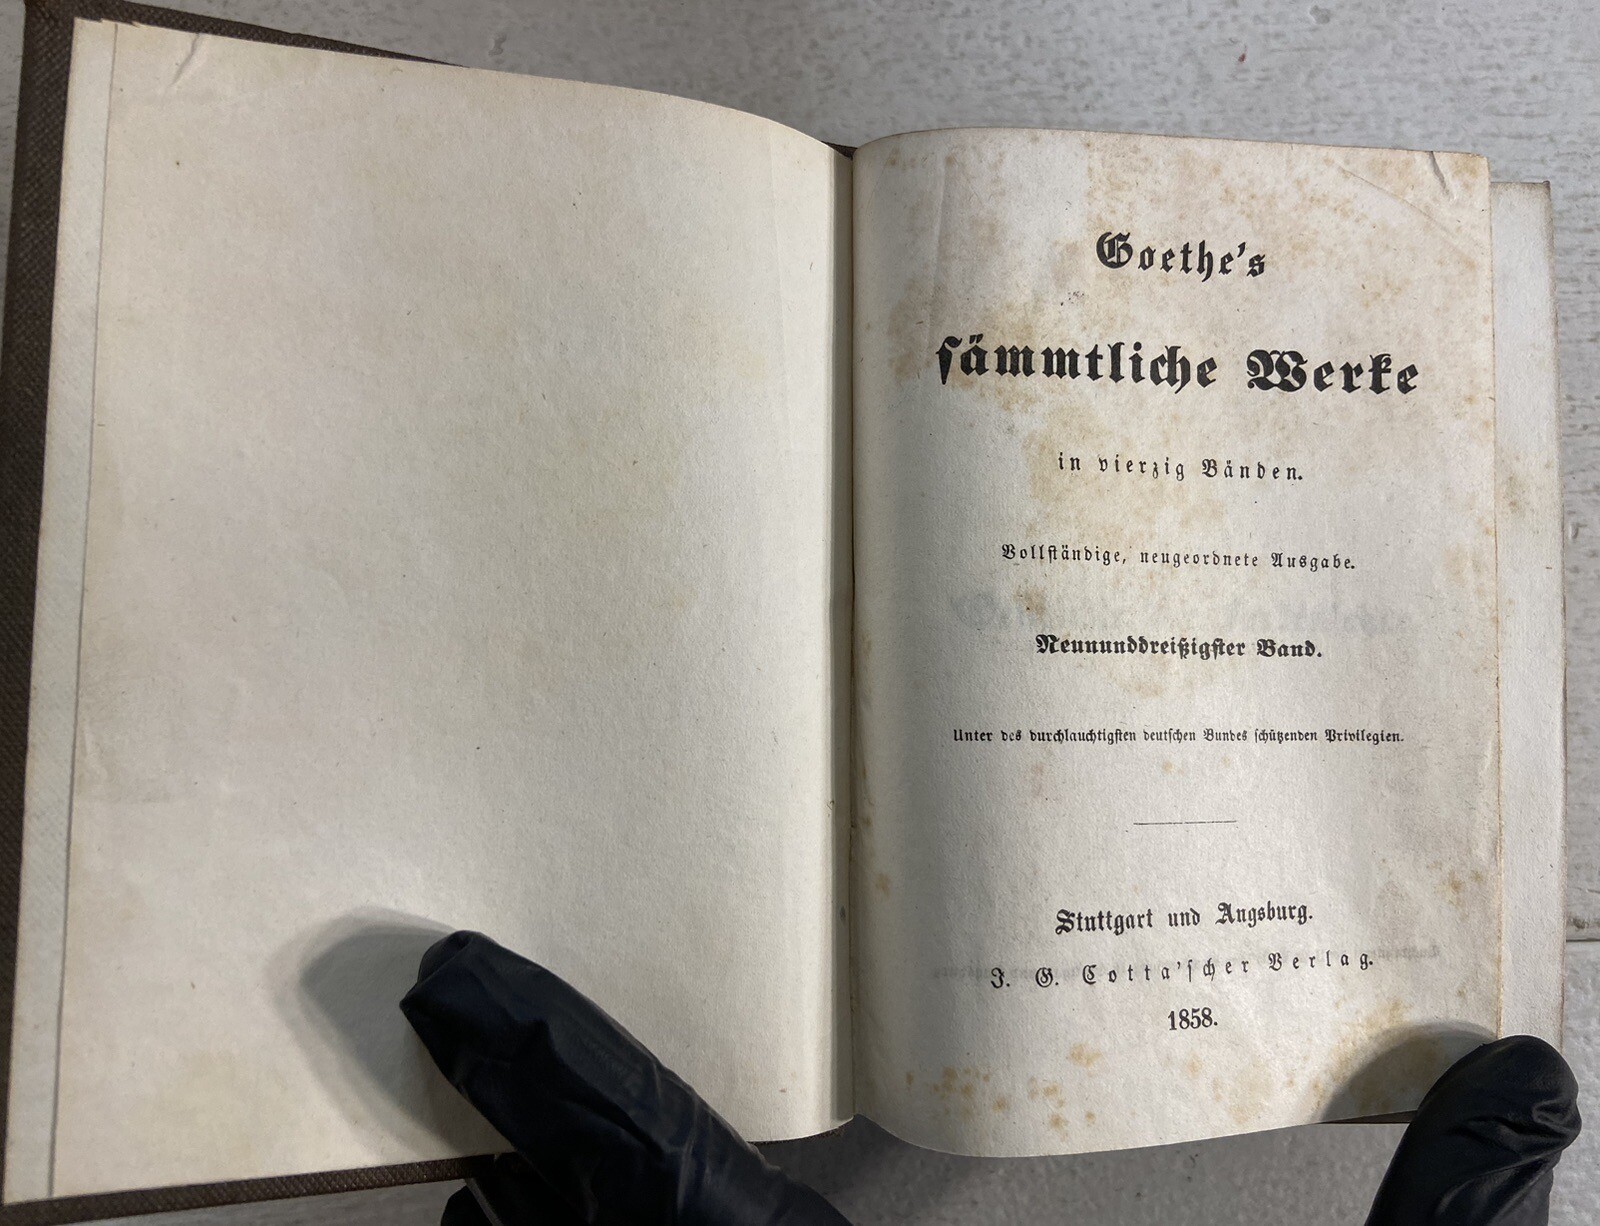 Goethe's
sämmtliche Werke
in vierzig Bänden.
Vollständige, neugeordnete Ausgabe.
Neununddreißigster Band.
Unter des durchlauchtigsten deutschen Bundes schützenden Privilegien.
Stuttgart und Augsburg.
J. G. Cotta'scher Verlag.
1858.